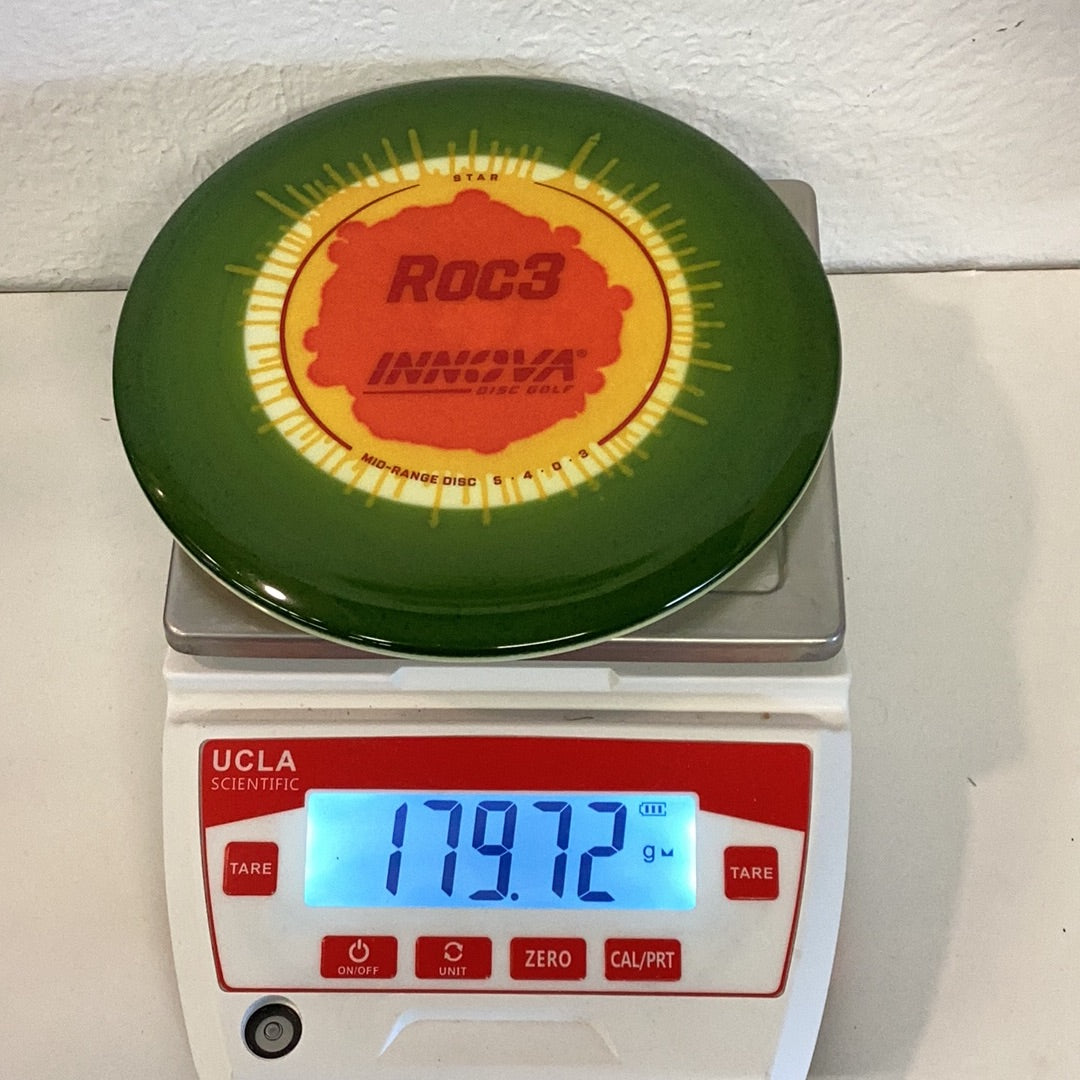 STAR
Roc3
INNOVA®
DISC GOLF
MID-RANGE DISC 5 · 4 · 0 · 3
UCLA
SCIENTIFIC
179.72
g
TARE
TARE
ON/OFF
UNIT
ZERO
CAL/PRT